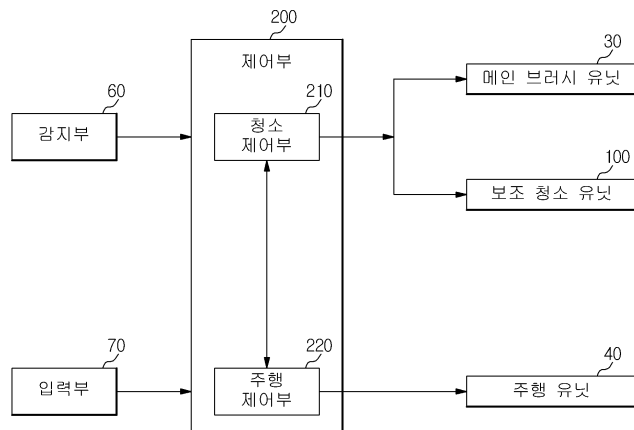 200
제어부
60
감지부
210
청소
제어부
30
메인 브러시 유닛
100
보조 청소 유닛
70
입력부
220
주행
제어부
40
주행 유닛